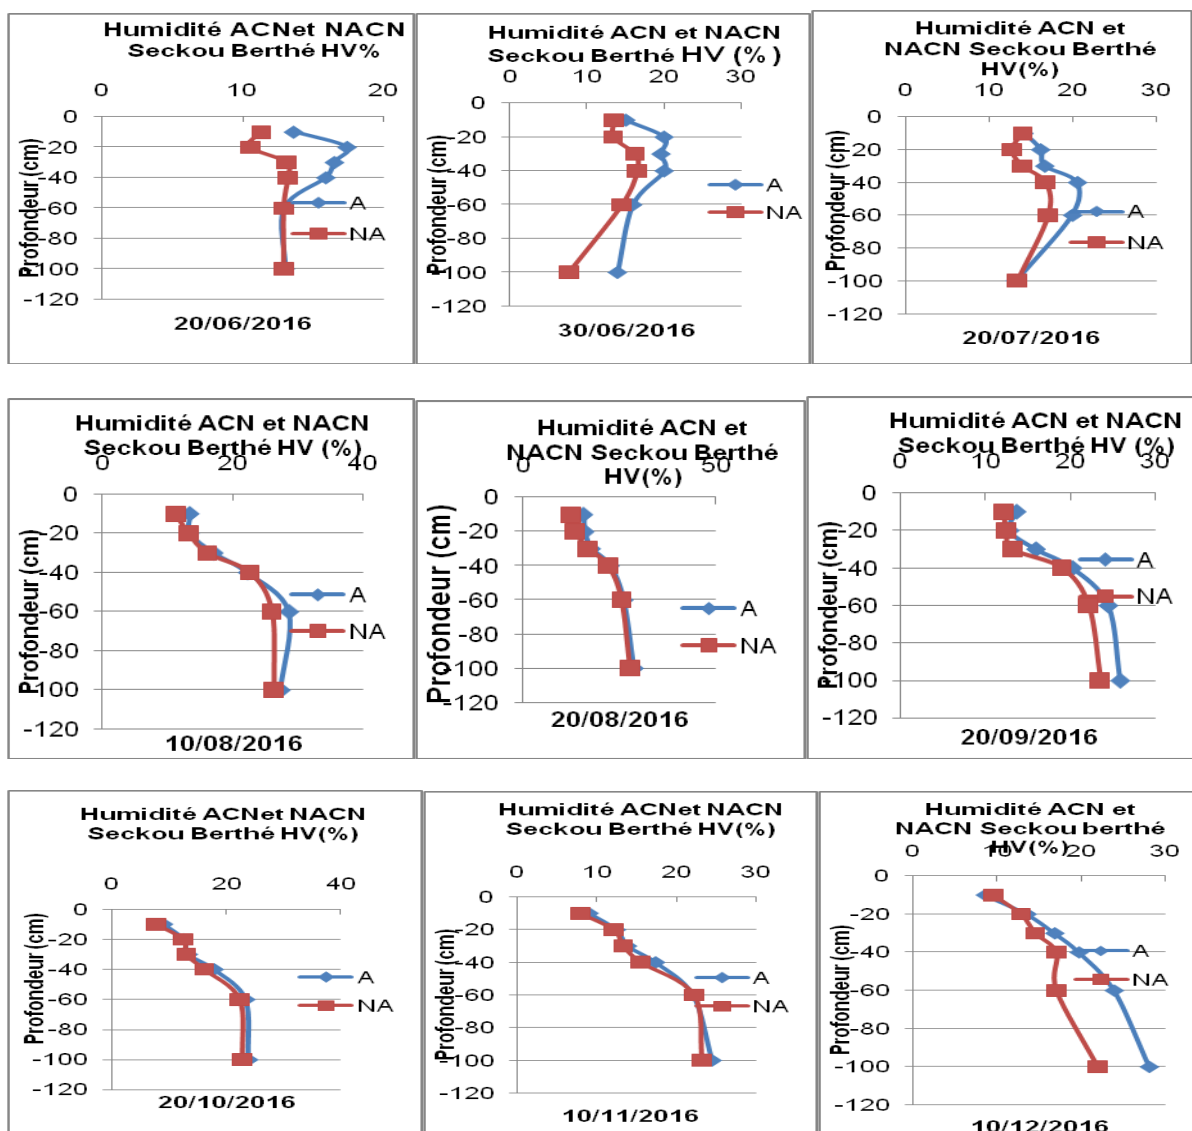 Humidité ACNet NACN
Seckou Berthé HV%
0 10 20
0
-20
-40
-60
-80
-100
-120
Profondeur (cm)
A
NA
20/06/2016
Humidité ACN et NACN
Seckou Berthé HV (%)
0 10 20 30
0
-20
-40
-60
-80
-100
-120
Profondeur (cm)
A
NA
30/06/2016
Humidité ACN et
NACN Seckou Berthé
HV(%)
0 10 20 30
0
-20
-40
-60
-80
-100
-120
Profondeur (cm)
A
NA
20/07/2016
Humidité ACN et NACN
Seckou Berthé HV (%)
0 20 40
0
-20
-40
-60
-80
-100
-120
Profondeur (cm)
A
NA
10/08/2016
Humidité ACN et
NACN Seckou Berthé
HV(%)
0 50
0
-20
-40
-60
-80
-100
-120
Profondeur (cm)
A
NA
20/08/2016
Humidité ACN et NACN
Seckou Berthé HV (%)
0 10 20 30
0
-20
-40
-60
-80
-100
-120
Profondeur (cm)
A
NA
20/09/2016
Humidité ACNet NACN
Seckou Berthé HV(%)
0 20 40
0
-20
-40
-60
-80
-100
-120
Profondeur (cm)
A
NA
20/10/2016
Humidité ACNet NACN
Seckou Berthé HV(%)
0 10 20 30
0
-20
-40
-60
-80
-100
-120
Profondeur (cm)
A
NA
10/11/2016
Humidité ACN et
NACN Seckou berthé
HV(%)
0 10 20 30
0
-20
-40
-60
-80
-100
-120
Profondeur (cm)
A
NA
10/12/2016